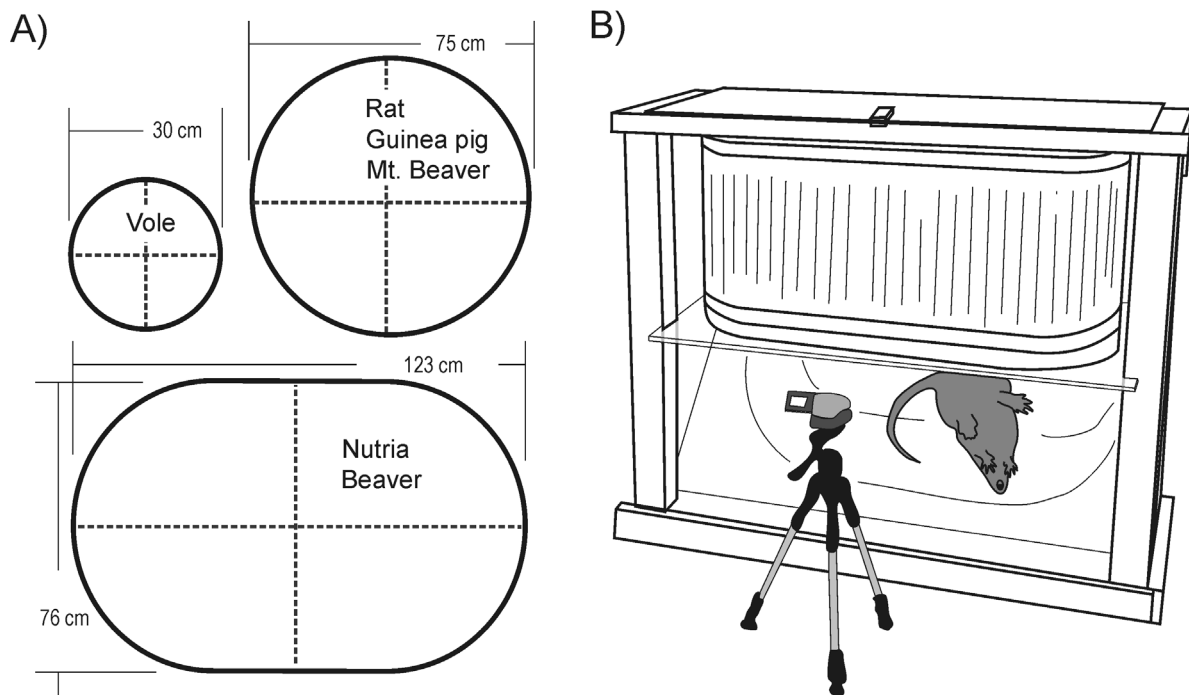 A)
75 cm
Rat
Guinea pig
Mt. Beaver
30 cm
Vole
123 cm
Nutria
Beaver
76 cm
B)